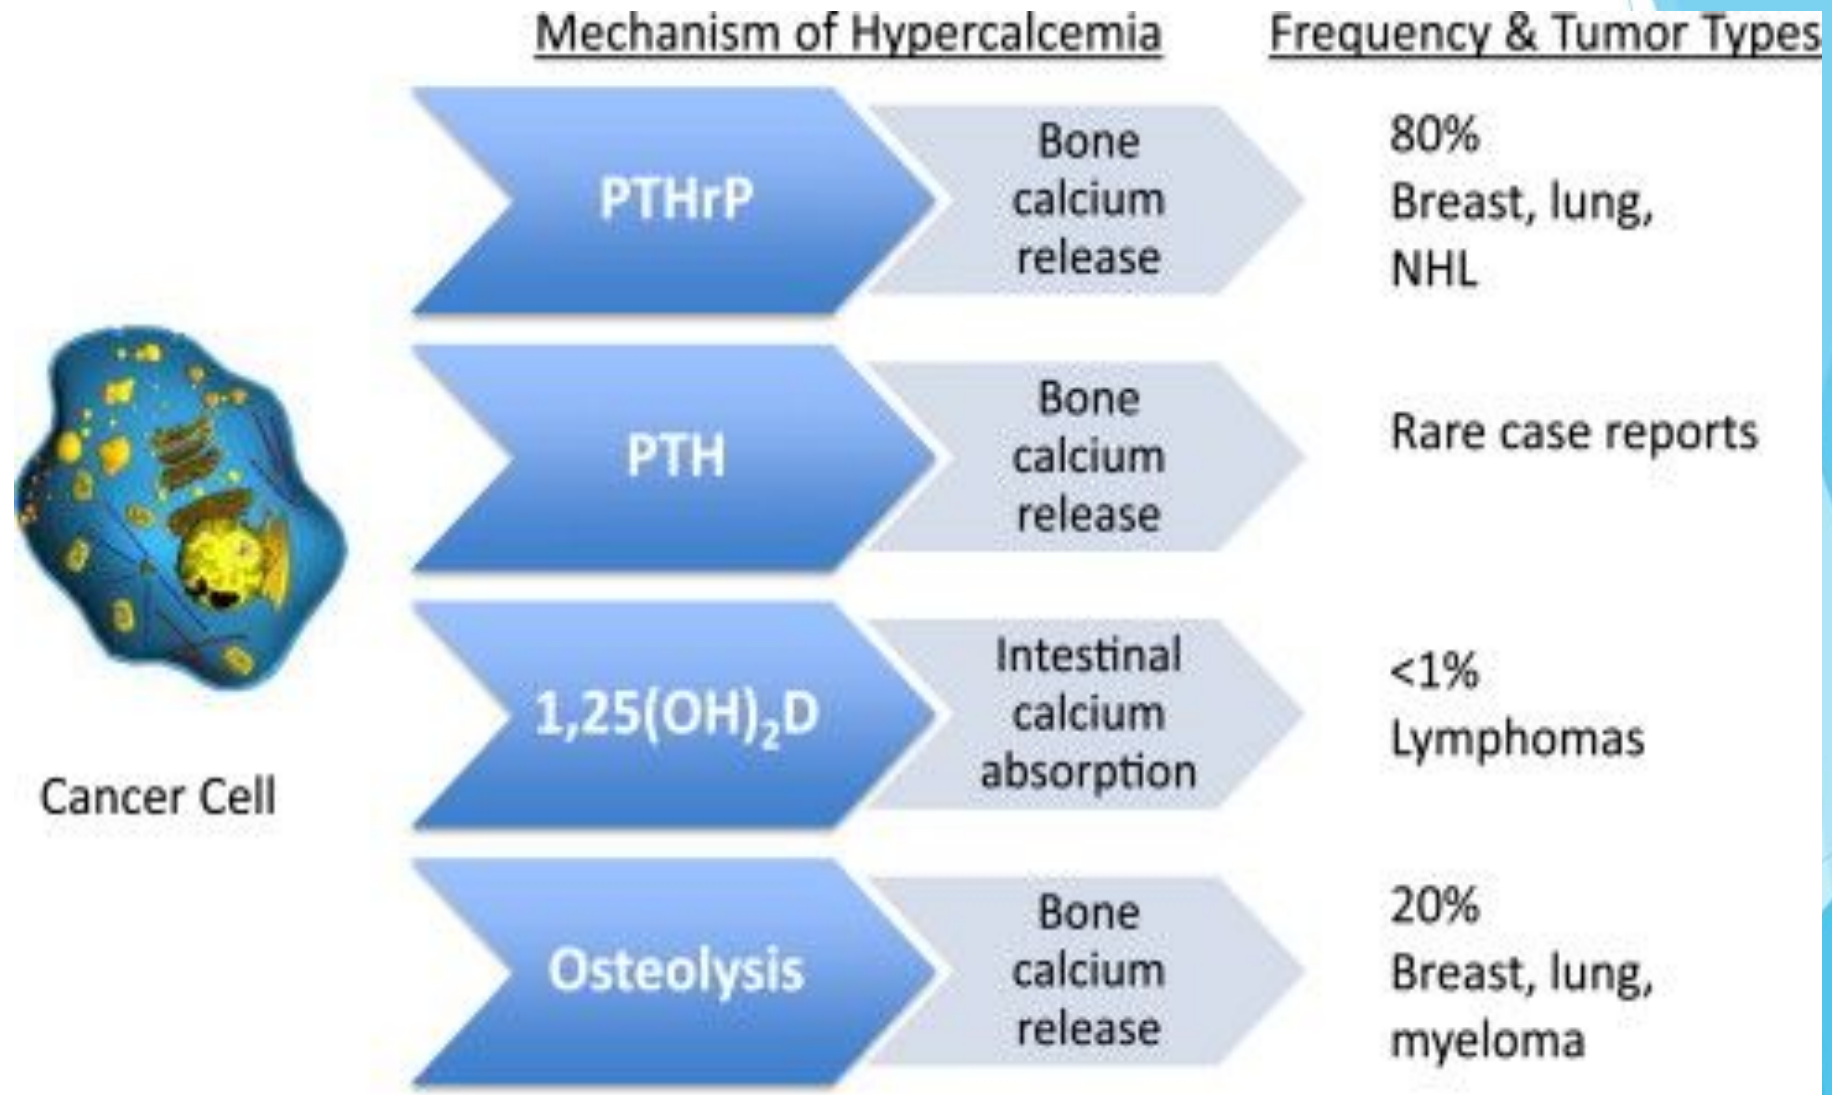 Mechanism of Hypercalcemia
Frequency & Tumor Types
PTHrP
Bone
calcium
release
80%
Breast, lung,
NHL
PTH
Bone
calcium
release
Rare case reports
1,25(OH)₂D
Intestinal
calcium
absorption
<1%
Lymphomas
Osteolysis
Bone
calcium
release
20%
Breast, lung,
myeloma
Cancer Cell